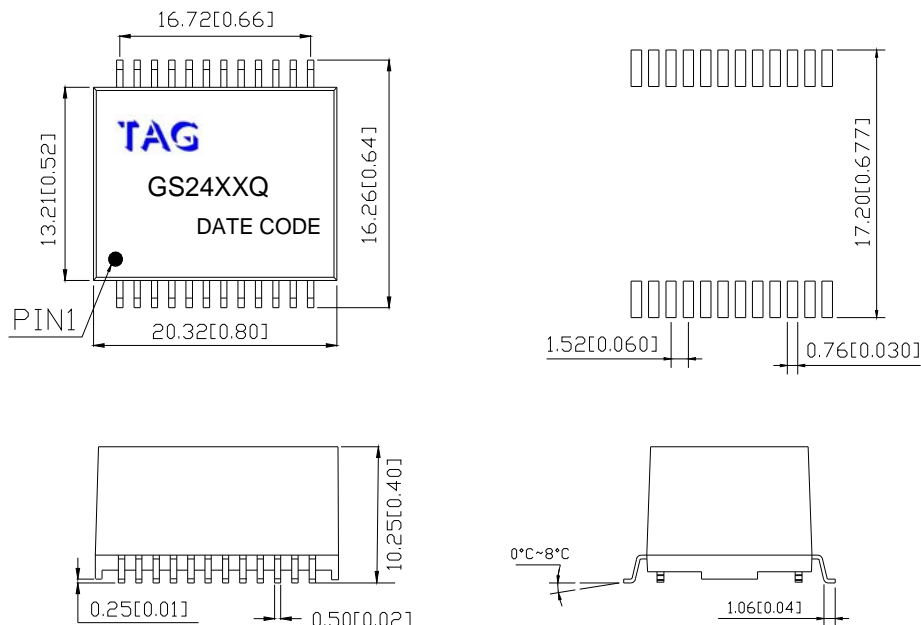 16.72[0.66]
TAG
GS24XXQ
DATE CODE
13.21[0.52]
16.26[0.64]
PIN1
20.32[0.80]
17.20[0.677]
1.52[0.060]
0.76[0.030]
10.25[0.40]
0.25[0.01]
0.50[0.02]
0°C~8°C
1.06[0.04]